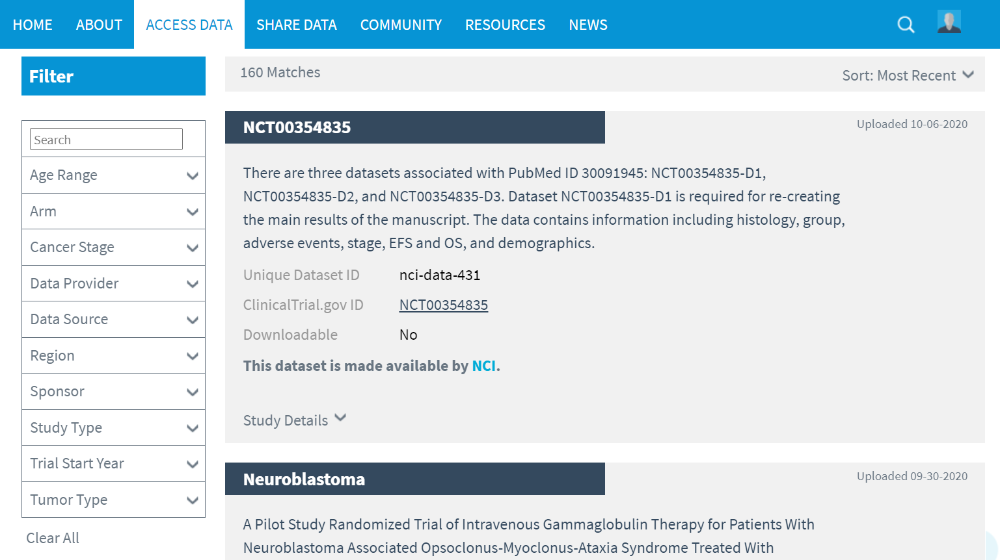 HOME ABOUT ACCESS DATA SHARE DATA COMMUNITY RESOURCES NEWS
Filter
Search
Age Range
Arm
Cancer Stage
Data Provider
Data Source
Region
Sponsor
Study Type
Trial Start Year
Tumor Type
Clear All
160 Matches
Sort: Most Recent
NCT00354835
Uploaded 10-06-2020
There are three datasets associated with PubMed ID 30091945: NCT00354835-D1,
NCT00354835-D2, and NCT00354835-D3. Dataset NCT00354835-D1 is required for re-creating
the main results of the manuscript. The data contains information including histology, group,
adverse events, stage, EFS and OS, and demographics.
Unique Dataset ID nci-data-431
ClinicalTrial.gov ID NCT00354835
Downloadable No
This dataset is made available by NCI.
Study Details
Neuroblastoma
Uploaded 09-30-2020
A Pilot Study Randomized Trial of Intravenous Gammaglobulin Therapy for Patients With
Neuroblastoma Associated Opsoclonus-Myoclonus-Ataxia Syndrome Treated With